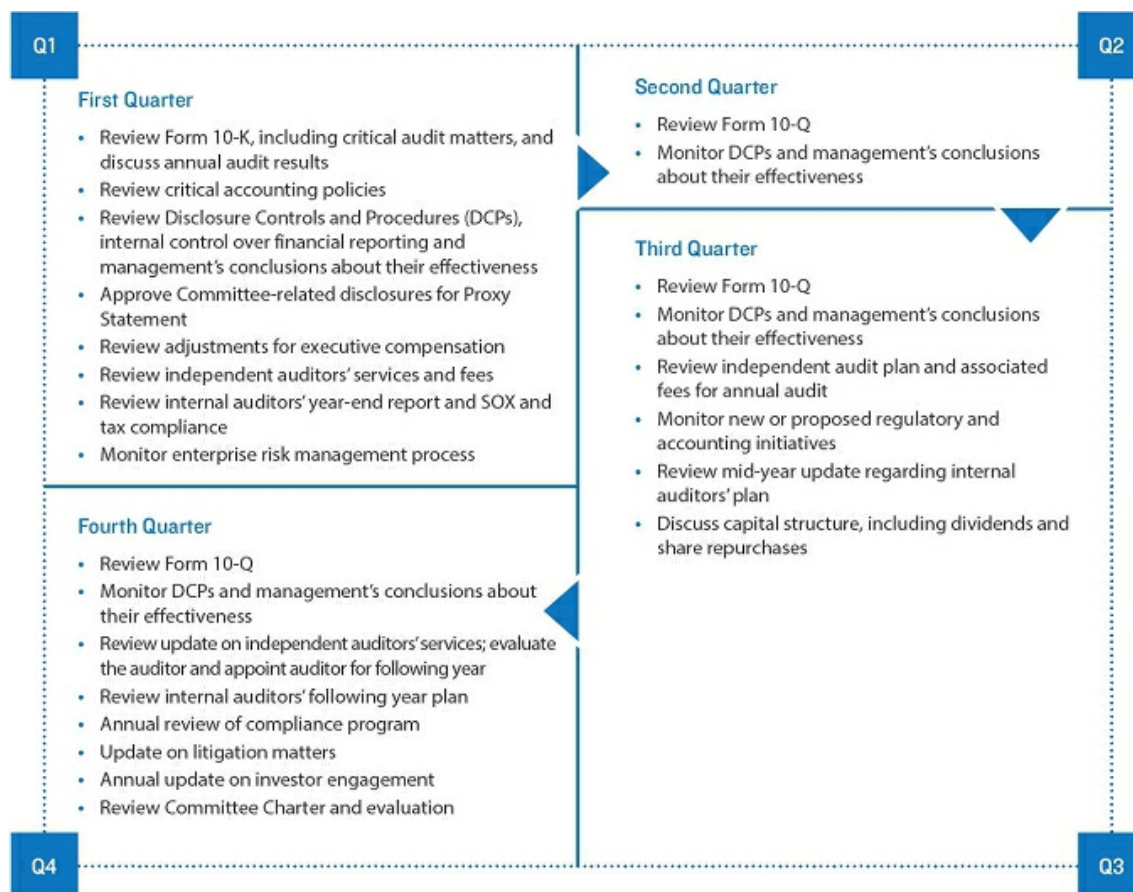 Q1
First Quarter
• Review Form 10-K, including critical audit matters, and
discuss annual audit results
• Review critical accounting policies
• Review Disclosure Controls and Procedures (DCPs),
internal control over financial reporting and
management's conclusions about their effectiveness
• Approve Committee-related disclosures for Proxy
Statement
• Review adjustments for executive compensation
• Review independent auditors' services and fees
• Review internal auditors' year-end report and SOX and
tax compliance
• Monitor enterprise risk management process
Q2
Second Quarter
• Review Form 10-Q
• Monitor DCPs and management's conclusions
about their effectiveness
Third Quarter
• Review Form 10-Q
• Monitor DCPs and management's conclusions
about their effectiveness
• Review independent audit plan and associated
fees for annual audit
• Monitor new or proposed regulatory and
accounting initiatives
• Review mid-year update regarding internal
auditors' plan
• Discuss capital structure, including dividends and
share repurchases
Q3
Fourth Quarter
• Review Form 10-Q
• Monitor DCPs and management's conclusions about
their effectiveness
• Review update on independent auditors' services; evaluate
the auditor and appoint auditor for following year
• Review internal auditors' following year plan
• Annual review of compliance program
• Update on litigation matters
• Annual update on investor engagement
• Review Committee Charter and evaluation
Q4